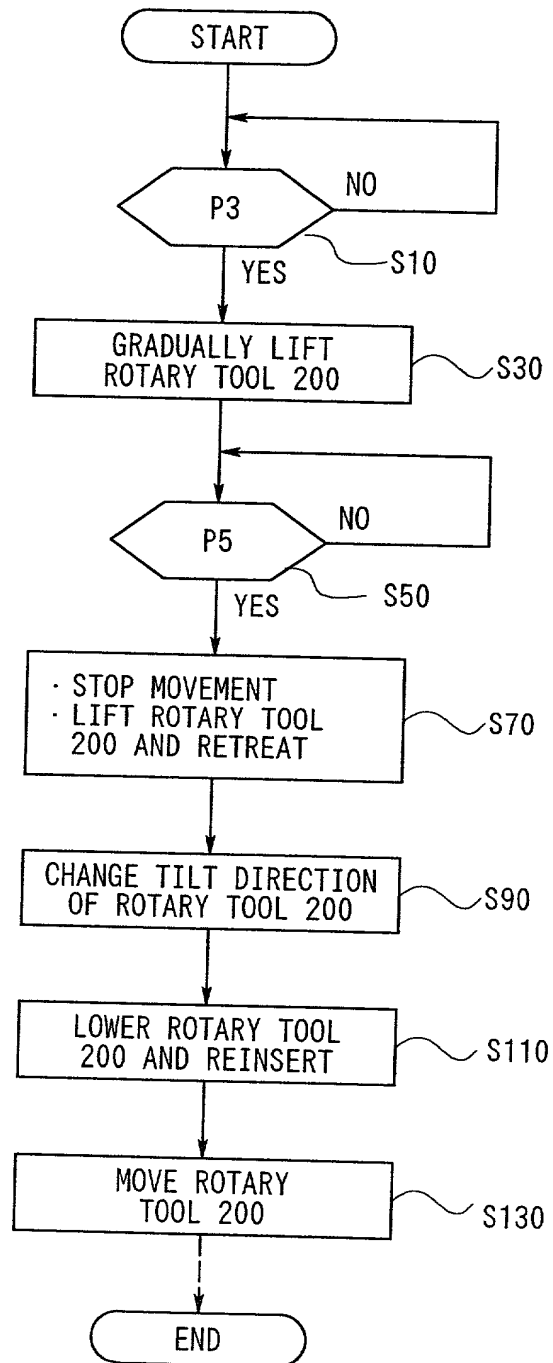 START
NO
P3
S10
YES
GRADUALLY LIFT
ROTARY TOOL 200
S30
NO
P5
S50
YES
· STOP MOVEMENT
· LIFT ROTARY TOOL
200 AND RETREAT
S70
CHANGE TILT DIRECTION
OF ROTARY TOOL 200
S90
LOWER ROTARY TOOL
200 AND REINSERT
S110
MOVE ROTARY
TOOL 200
S130
END